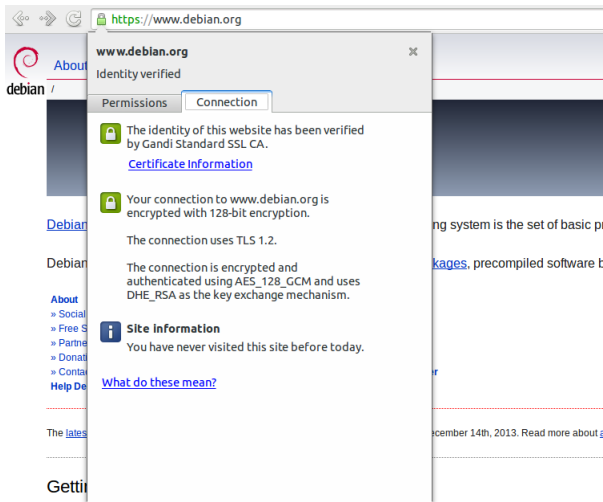 https://www.debian.org
www.debian.org
Identity verified
Permissions Connection
The identity of this website has been verified
by Gandi Standard SSL CA.
Certificate Information
Your connection to www.debian.org is
encrypted with 128-bit encryption.
The connection uses TLS 1.2.
The connection is encrypted and
authenticated using AES_128_GCM and uses
DHE_RSA as the key exchange mechanism.
Site information
You have never visited this site before today.
What do these mean?
debian
About
/
Debian
ng system is the set of basic
Debian
kages, precompiled software
About
» Social
» Free
» Partne
» Donati
» Conta
Help De
The lates
ecember 14th, 2013. Read more about
Getti